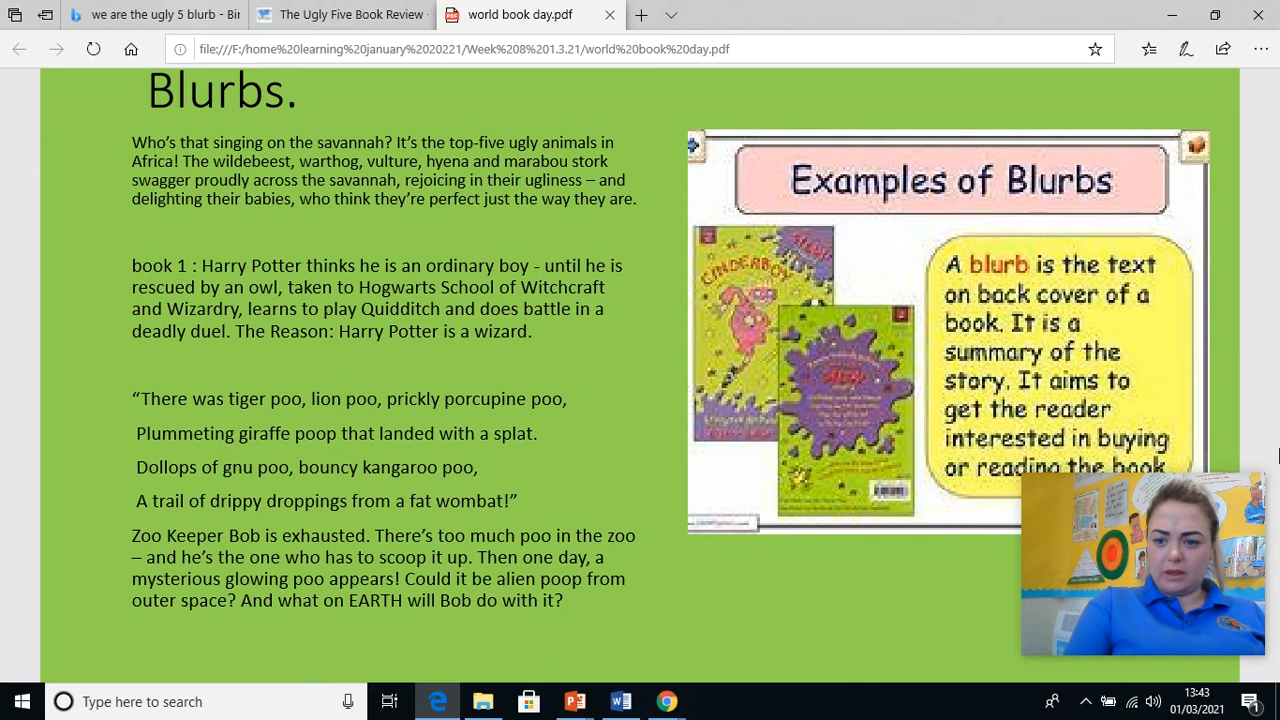 we are the ugly 5 blurb - Bin
The Ugly Five Book Review
world book day.pdf
file:///F:/home%20learning%20january%2020221/Week%208%201.3.21/world%20book%20day.pdf
Blurbs.
Who's that singing on the savannah? It's the top-five ugly animals in
Africa! The wildebeest, warthog, vulture, hyena and marabou stork
swagger proudly across the savannah, rejoicing in their ugliness – and
delighting their babies, who think they're perfect just the way they are.
book 1 : Harry Potter thinks he is an ordinary boy - until he is
rescued by an owl, taken to Hogwarts School of Witchcraft
and Wizardry, learns to play Quidditch and does battle in a
deadly duel. The Reason: Harry Potter is a wizard.
“There was tiger poo, lion poo, prickly porcupine poo,
Plummeting giraffe poop that landed with a splat.
Dollops of gnu poo, bouncy kangaroo poo,
A trail of drippy droppings from a fat wombat!”
Zoo Keeper Bob is exhausted. There's too much poo in the zoo
– and he's the one who has to scoop it up. Then one day, a
mysterious glowing poo appears! Could it be alien poop from
outer space? And what on EARTH will Bob do with it?
Examples of Blurbs
CINDERBOY
A blurb is the text
on back cover of a
book. It is a
summary of the
story. It aims to
get the reader
interested in buying
or reading the book
Type here to search
13:43
01/03/2021